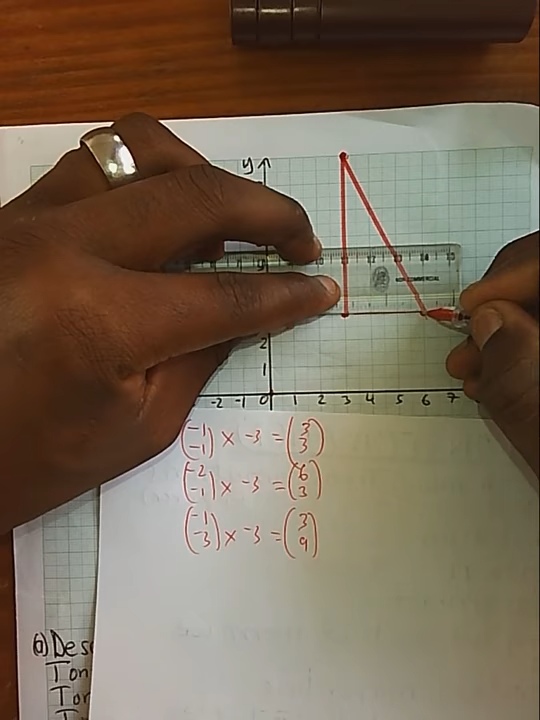 y
2
1
-2 -1 0 1 2 3 4 5 6 7
(-1 -1) × -3 = (3 3)
(-2 -1) × -3 = (6 3)
(-1 -3) × -3 = (3 9)
(a) Des
Ton
Tor